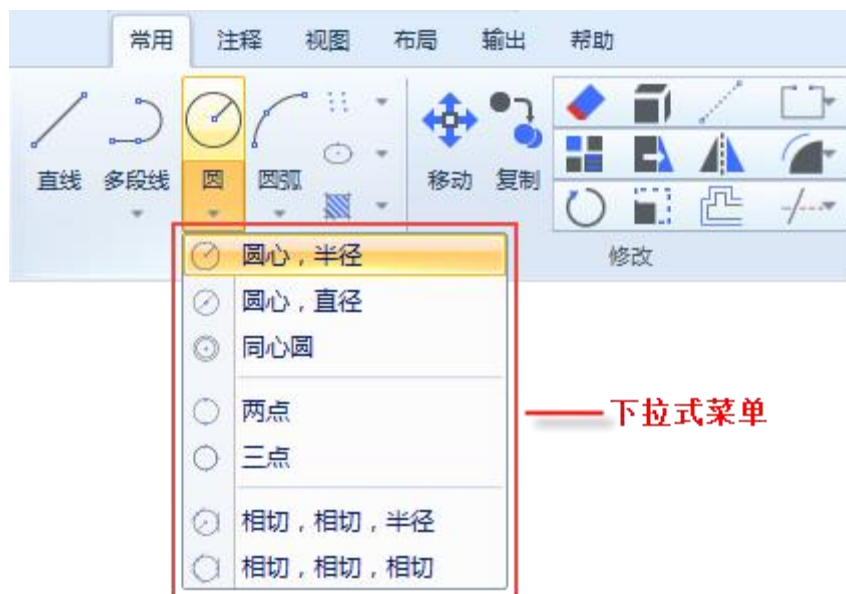 常用 注释 视图 布局 输出 帮助
直线 多段线 圆 圆弧 移动 复制
修改
圆心，半径
圆心，直径
同心圆
两点
下拉式菜单
三点
相切，相切，半径
相切，相切，相切